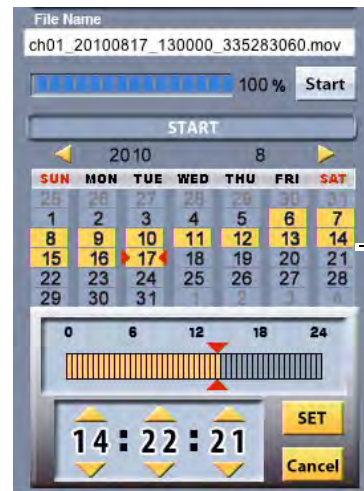 File Name
ch01_20100817_130000_335283060.mov
100 % Start
START
2010 8
SUN MON TUE WED THU FRI SAT
25 26 27 28 29 30 31
1 2 3 4 5 6 7
8 9 10 11 12 13 14
15 16 17 18 19 20 21
22 23 24 25 26 27 28
29 30 31 1 2 3 4
0 6 12 18 24
14 : 22 : 21
SET
Cancel